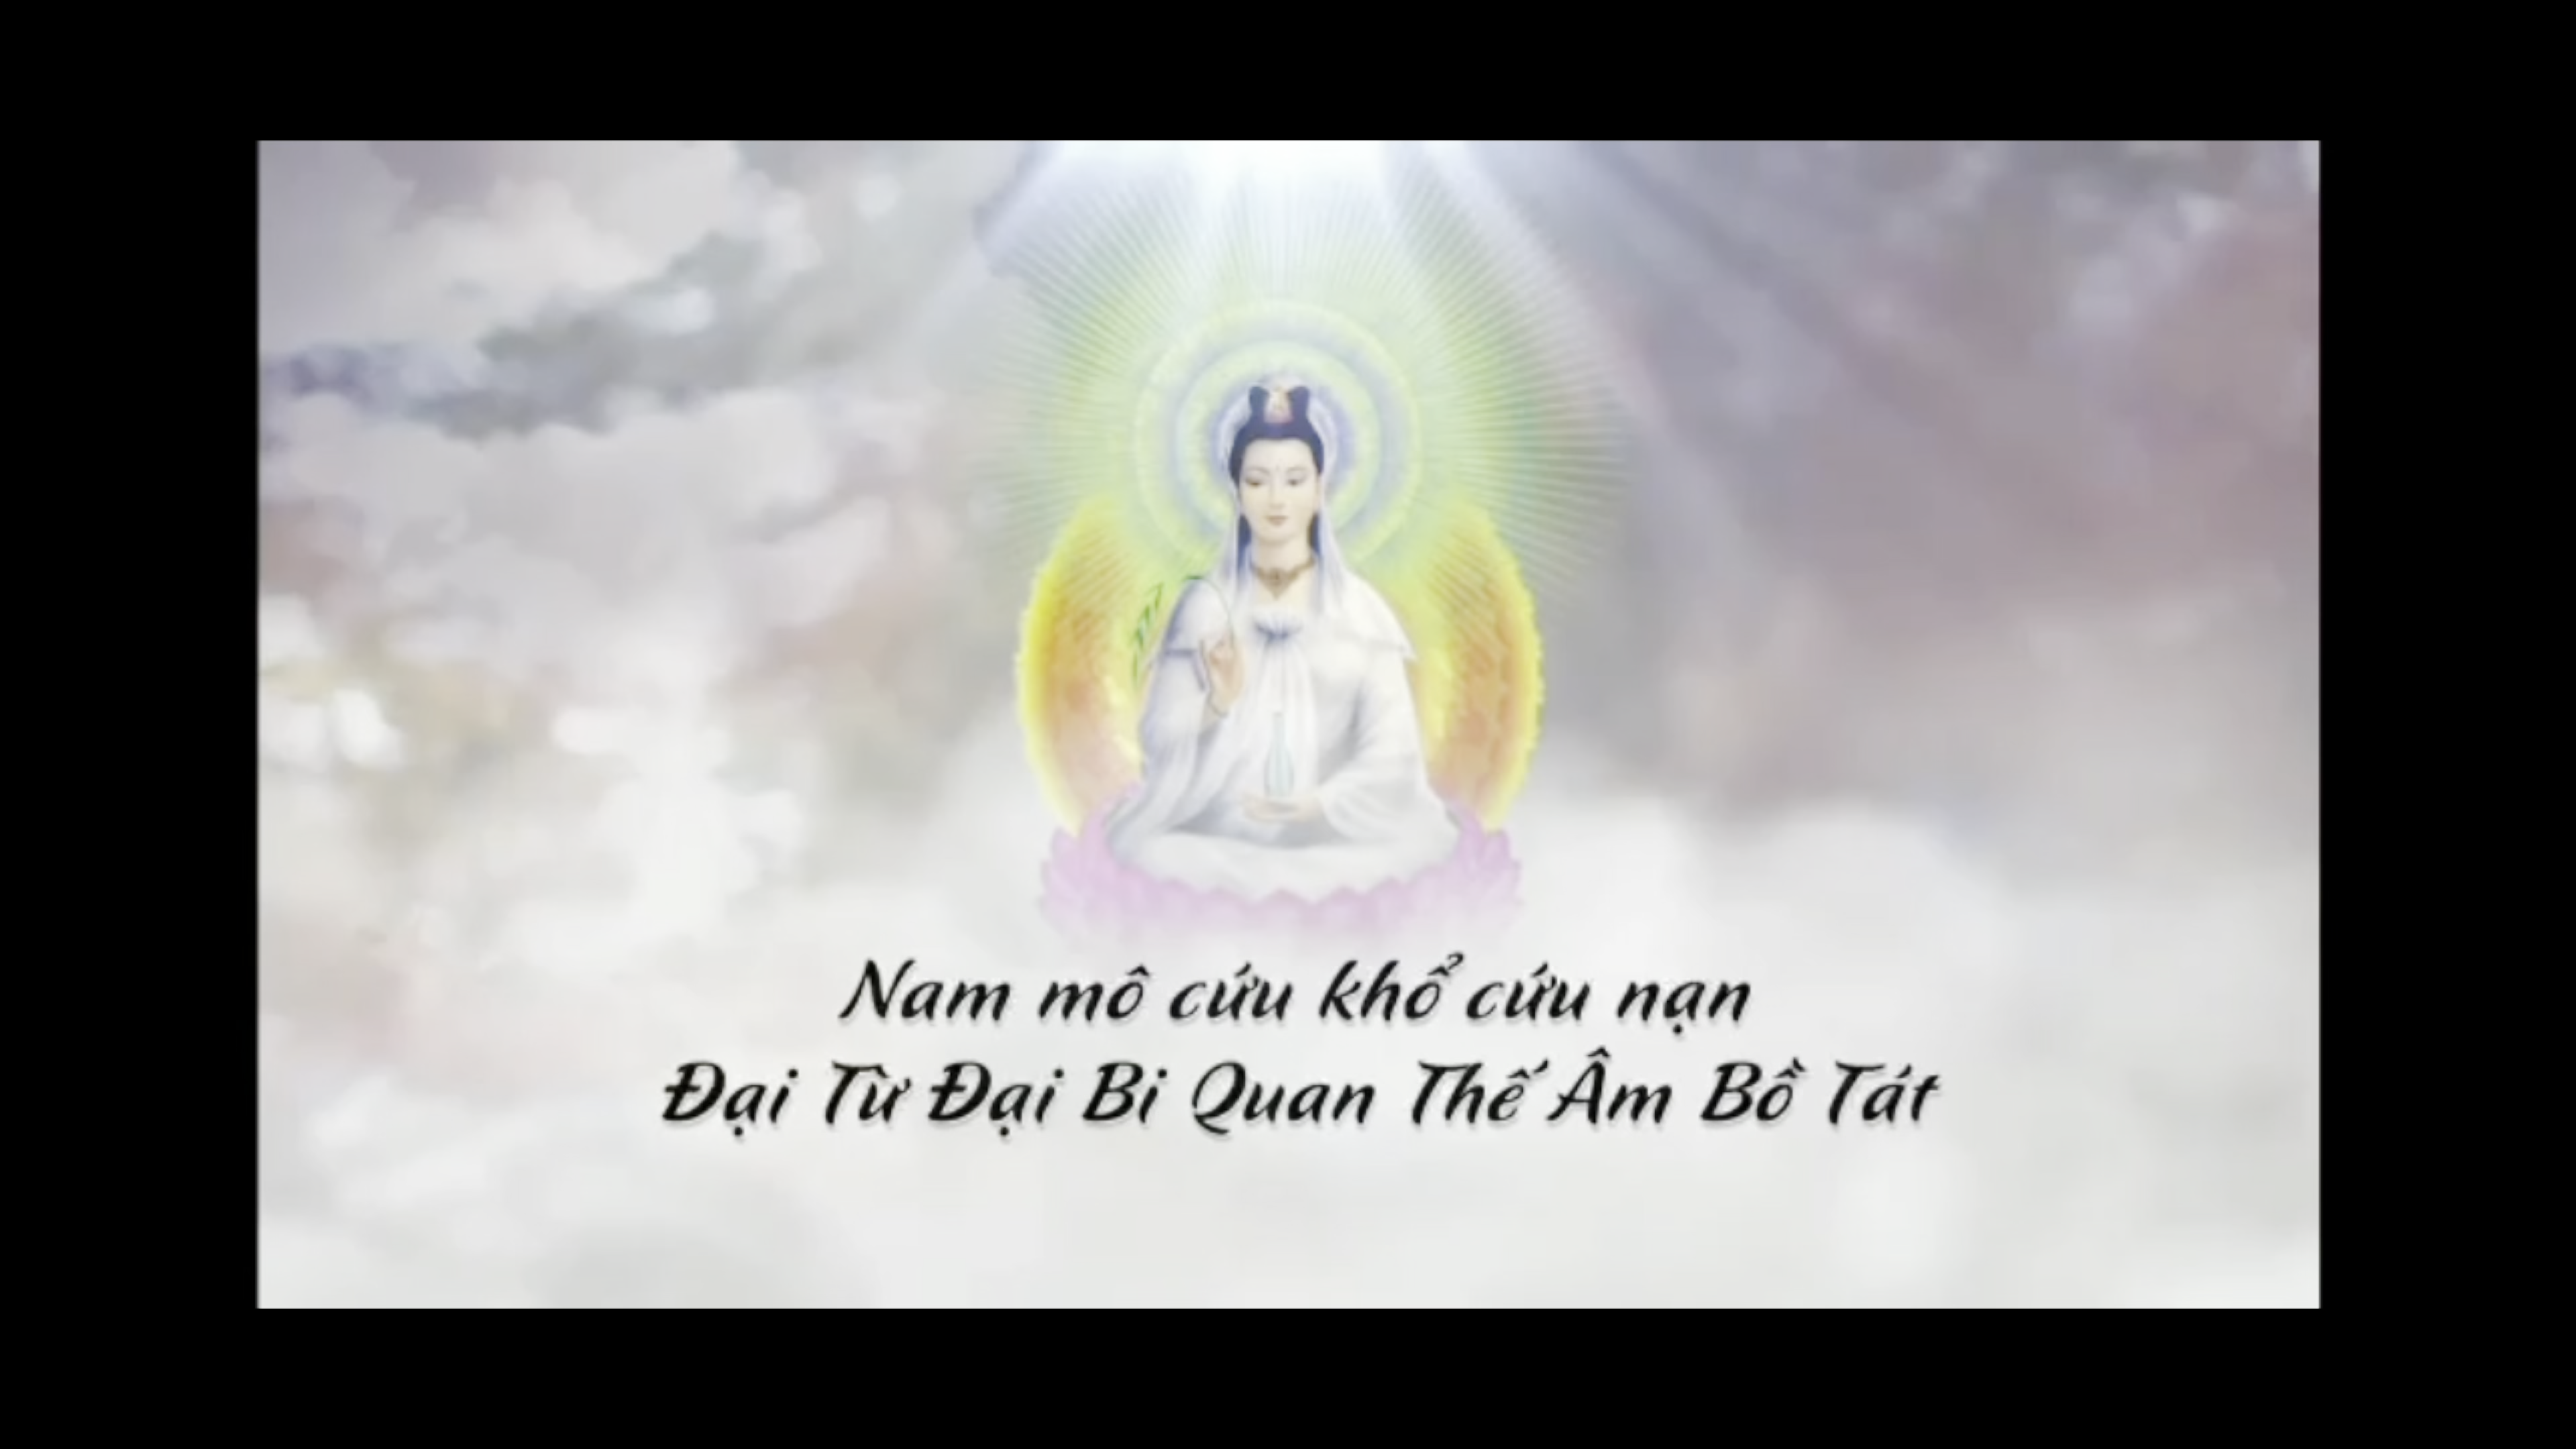 Nam mô cứu khổ cứu nạn
Đại Từ Đại Bi Quan Thế Âm Bồ Tát